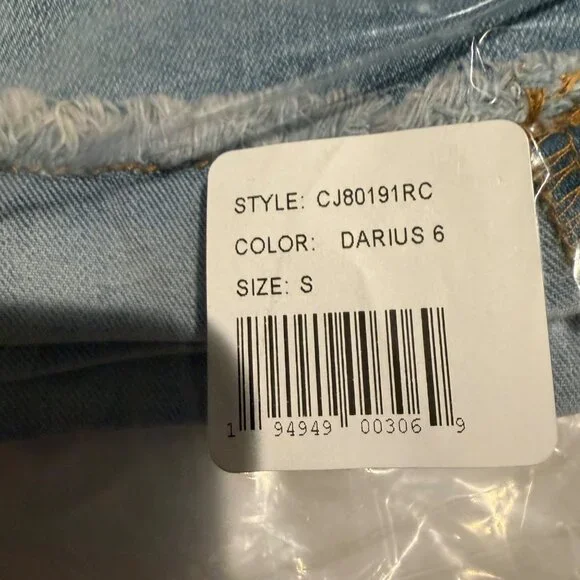 STYLE: CJ80191RC
COLOR: DARIUS 6
SIZE: S
1 94949 00306 9